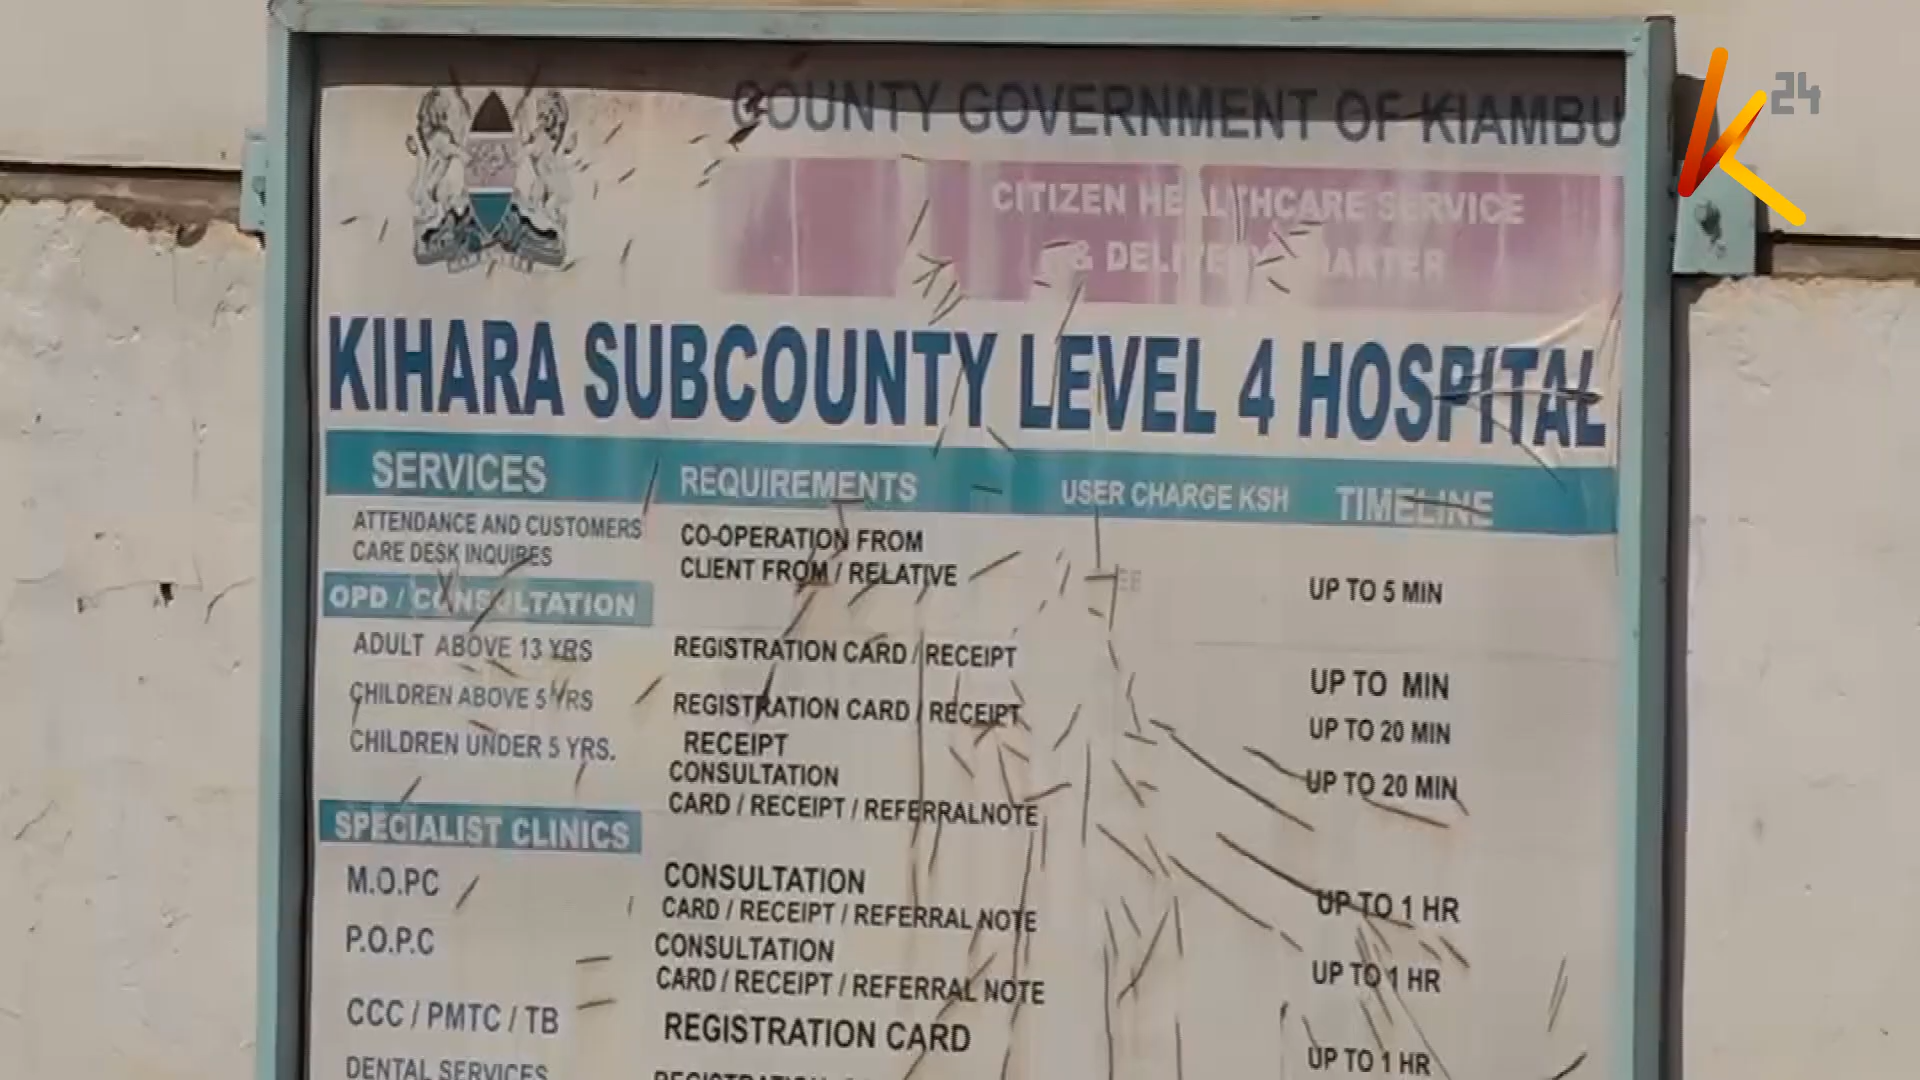 COUNTY GOVERNMENT OF KIAMBU
K24
CITIZEN HEALTHCARE SERVICE
& DELIVERY CHARTER
KIHARA SUBCOUNTY LEVEL 4 HOSPITAL
SERVICES REQUIREMENTS USER CHARGE KSH TIMELINE
ATTENDANCE AND CUSTOMERS
CARE DESK INQUIRES
CO-OPERATION FROM
CLIENT FROM / RELATIVE
UP TO 5 MIN
OPD / CONSULTATION
ADULT ABOVE 13 YRS REGISTRATION CARD / RECEIPT UP TO MIN
CHILDREN ABOVE 5 YRS REGISTRATION CARD / RECEIPT UP TO 20 MIN
CHILDREN UNDER 5 YRS. RECEIPT UP TO 20 MIN
CONSULTATION
CARD / RECEIPT / REFERRALNOTE
SPECIALIST CLINICS
M.O.PC CONSULTATION UP TO 1 HR
CARD / RECEIPT / REFERRAL NOTE
P.O.P.C CONSULTATION UP TO 1 HR
CARD / RECEIPT / REFERRAL NOTE
CCC / PMTC / TB REGISTRATION CARD UP TO 1 HR
DENTAL SERVICES